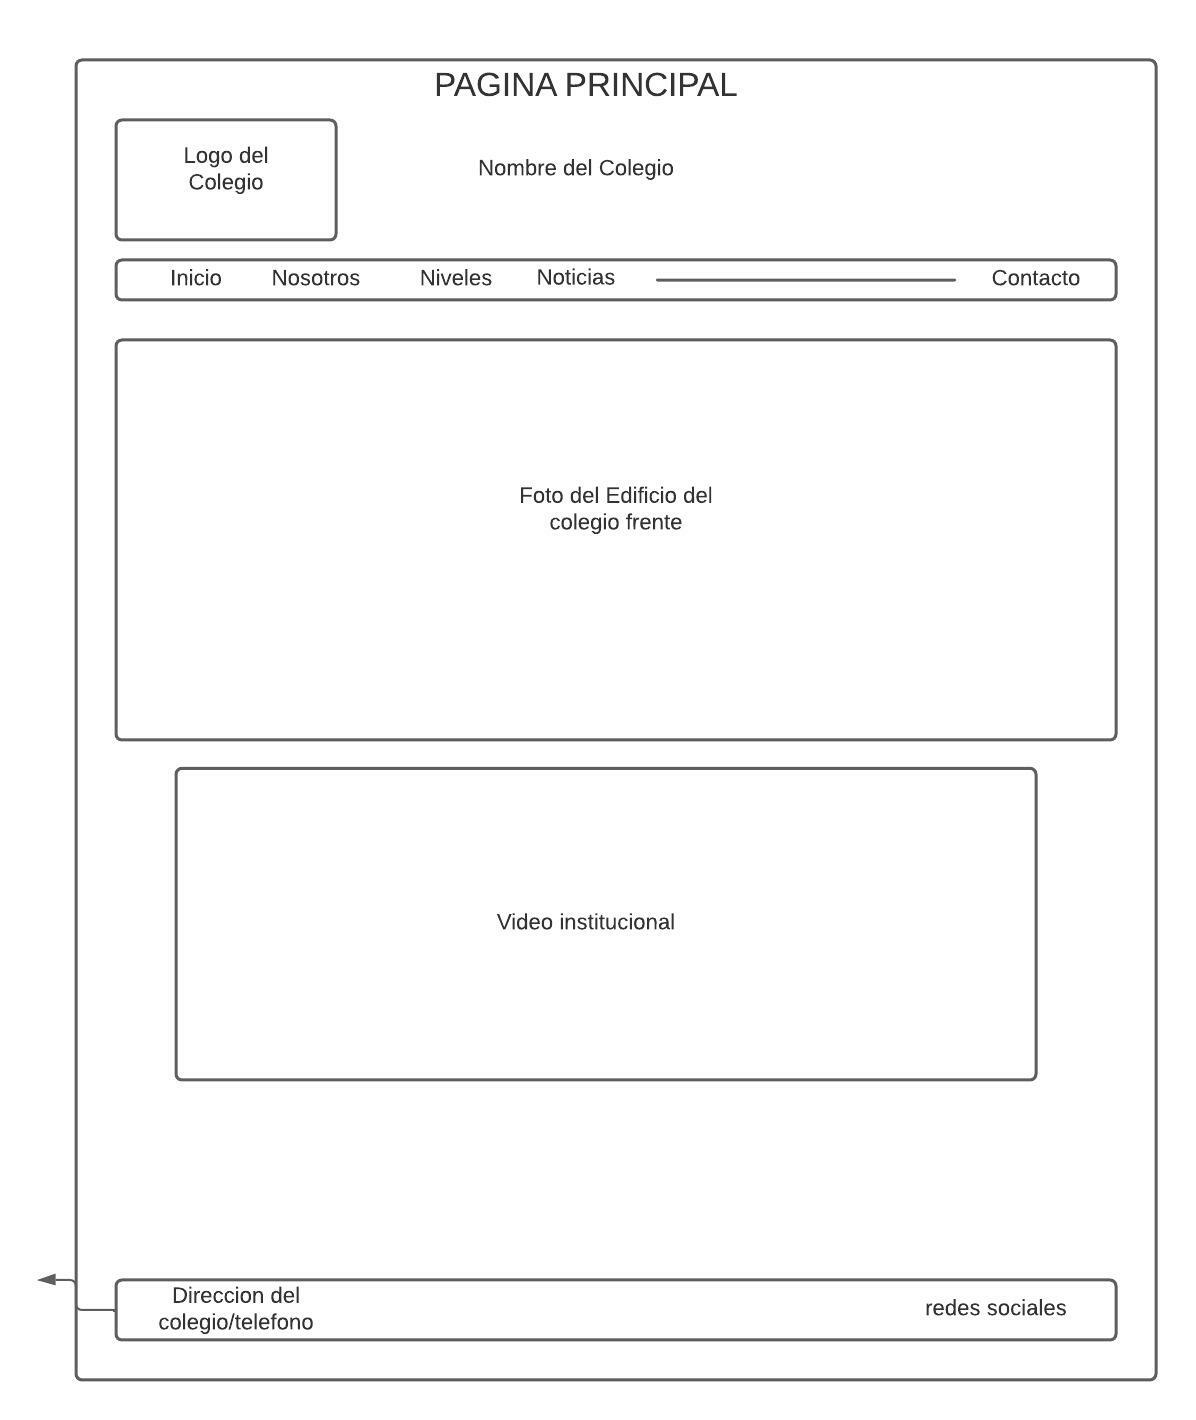 PAGINA PRINCIPAL
Logo del
Colegio
Nombre del Colegio
Inicio Nosotros Niveles Noticias Contacto
Foto del Edificio del
colegio frente
Video institucional
Direccion del
colegio/telefono
redes sociales